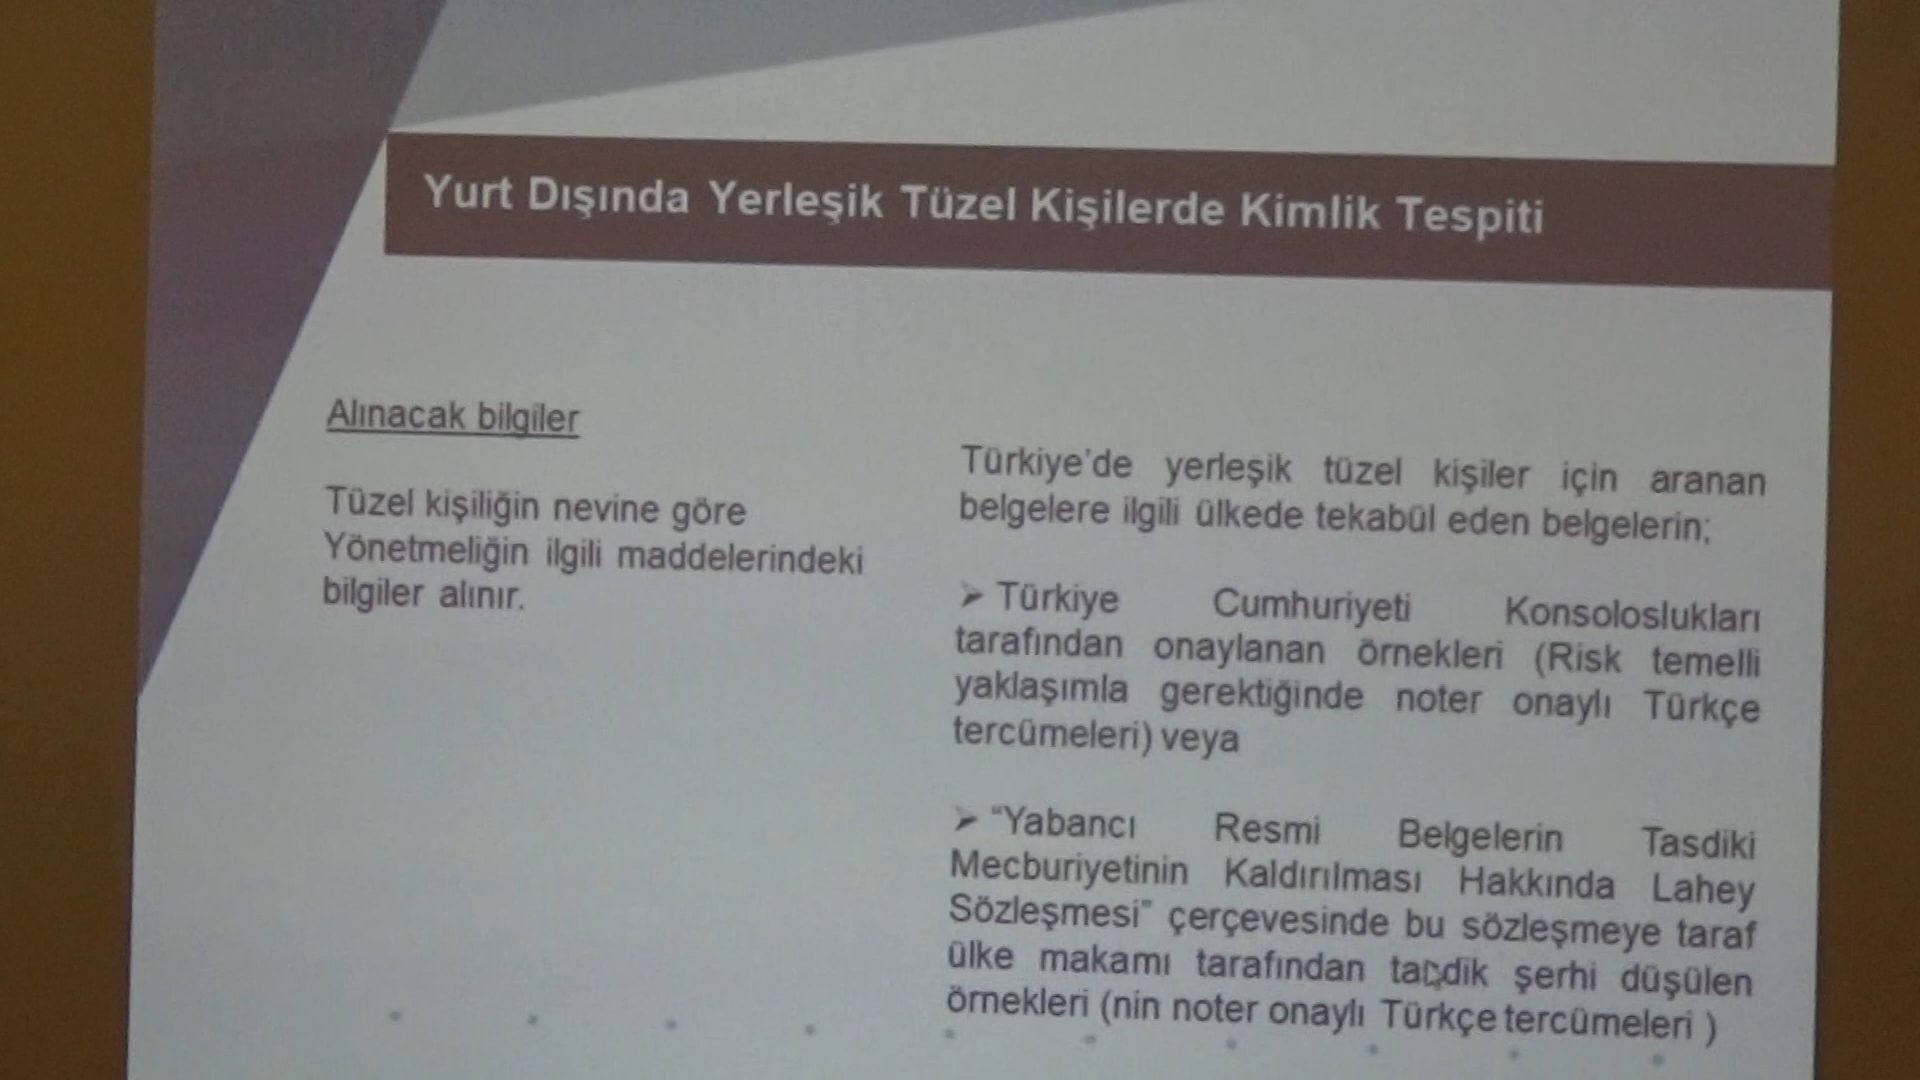 Yurt Dışında Yerleşik Tüzel Kişilerde Kimlik Tespiti
Alınacak bilgiler
Tüzel kişiliğin nevine göre
Yönetmeliğin ilgili maddelerindeki
bilgiler alınır.
Türkiye'de yerleşik tüzel kişiler için aranan
belgelere ilgili ülkede tekabül eden belgelerin;
➢ Türkiye Cumhuriyeti Konsoloslukları
tarafından onaylanan örnekleri (Risk temelli
yaklaşımla gerektiğinde noter onaylı Türkçe
tercümeleri) veya
➢ "Yabancı Resmi Belgelerin Tasdiki
Mecburiyetinin Kaldırılması Hakkında Lahey
Sözleşmesi" çerçevesinde bu sözleşmeye taraf
ülke makamı tarafından tasdik şerhi düşülen
örnekleri (nin noter onaylı Türkçe tercümeleri )